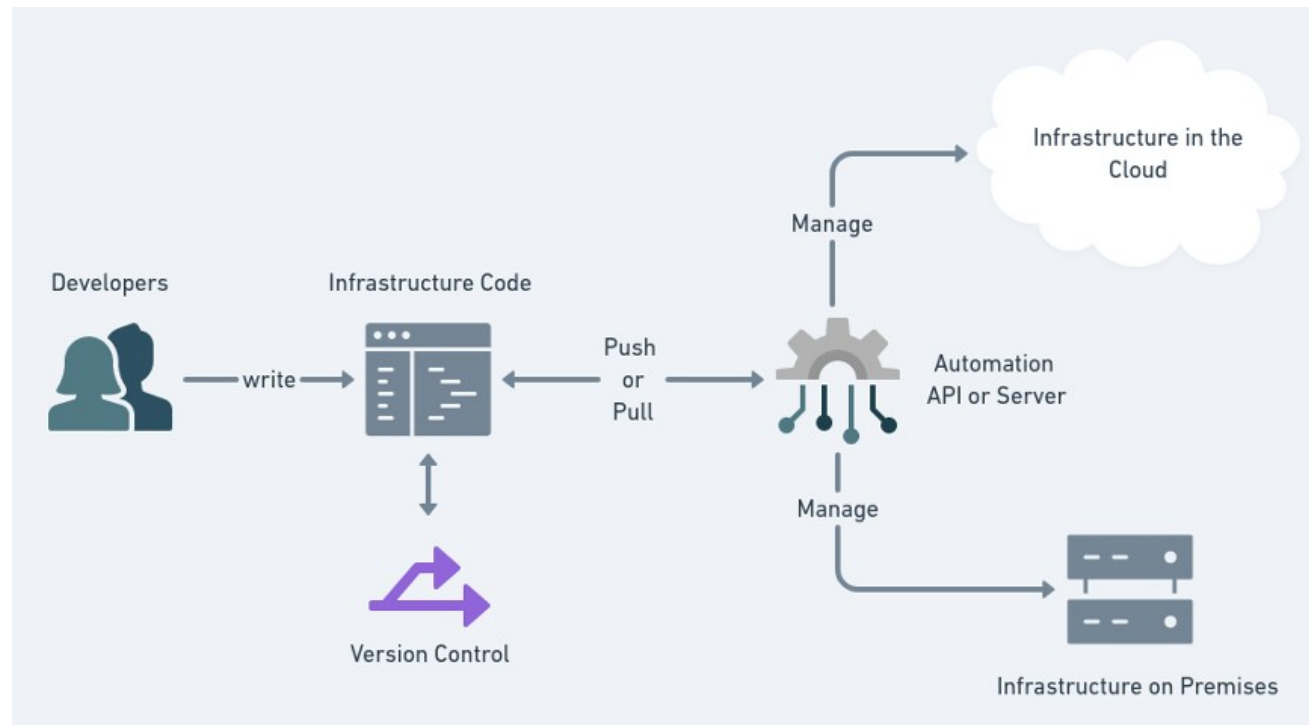 Infrastructure in the
Cloud
Manage
Developers
Infrastructure Code
write
Push
or
Pull
Automation
API or Server
Manage
Version Control
Infrastructure on Premises